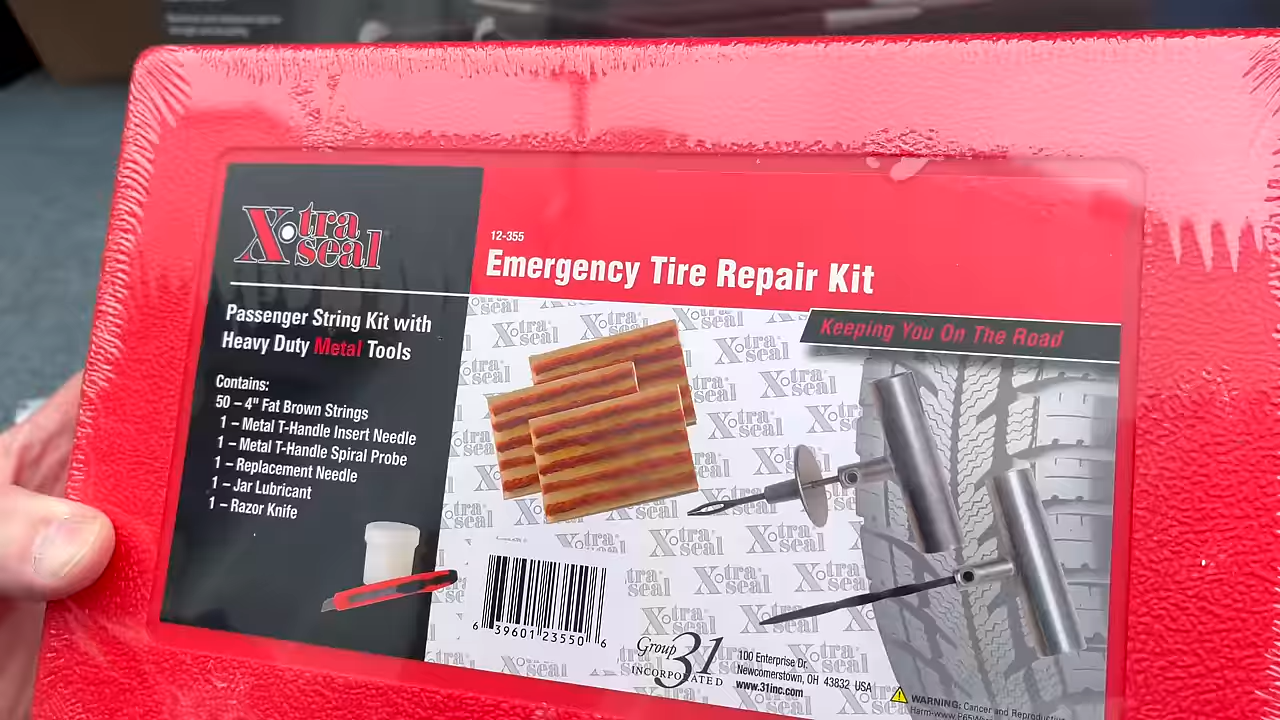 X-tra
seal
12-355
Emergency Tire Repair Kit
Passenger String Kit with
Heavy Duty Metal Tools
Contains:
50 – 4" Fat Brown Strings
1 – Metal T-Handle Insert Needle
1 – Metal T-Handle Spiral Probe
1 – Replacement Needle
1 – Jar Lubricant
1 – Razor Knife
Keeping You On The Road
6 39601 23550 6
Group 31
INCORPORATED
100 Enterprise Dr.
Newcomerstown, OH 43832 USA
www.31inc.com
WARNING: Cancer and Reproductive
Harm-www.P65W